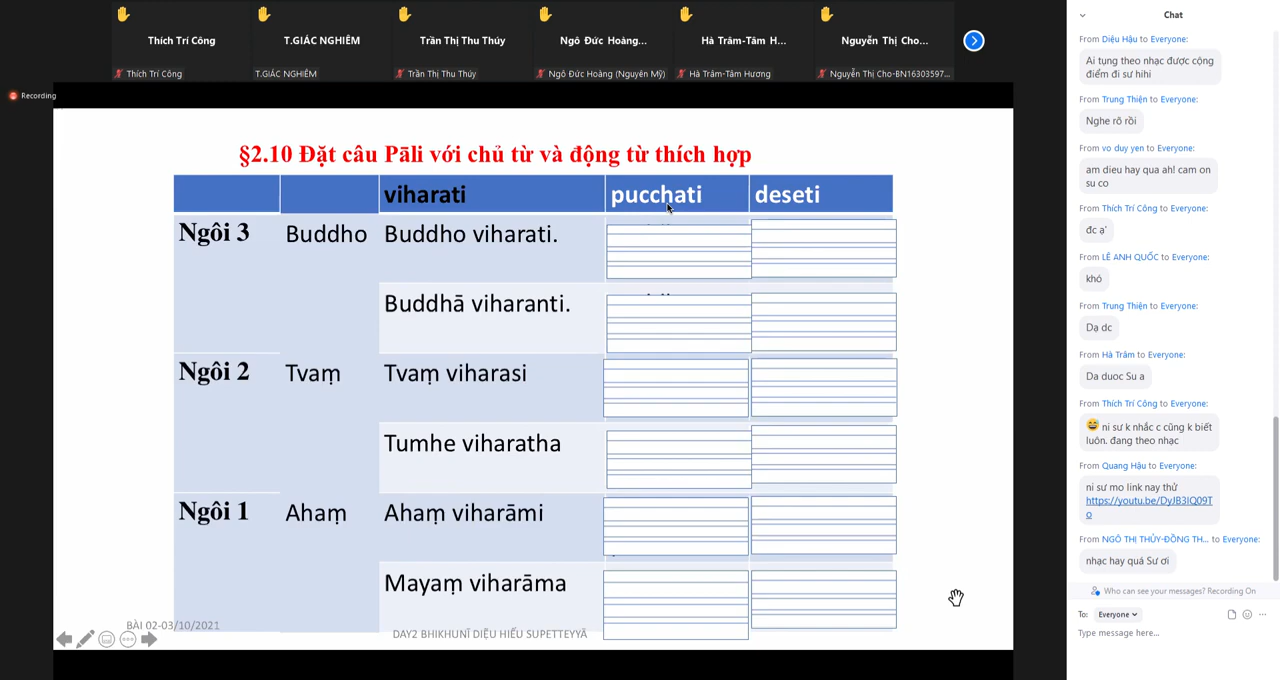 Thích Trí Công
T.GIÁC NGHIÊM
Trần Thị Thu Thúy
Ngô Đức Hoàng...
Hà Trâm-Tâm H...
Nguyễn Thị Cho...
Thích Trí Công
T.GIÁC NGHIÊM
Trần Thị Thu Thúy
Ngô Đức Hoàng (Nguyên Mỹ)
Hà Trâm-Tâm Hương
Nguyễn Thị Cho-BN16303597...
Recording
§2.10 Đặt câu Pāli với chủ từ và động từ thích hợp
viharati pucchati deseti
Ngôi 3 Buddho Buddho viharati.
Buddhā viharanti.
Ngôi 2 Tvaṃ Tvaṃ viharasi
Tumhe viharatha
Ngôi 1 Ahaṃ Ahaṃ viharāmi
Mayaṃ viharāma
BÀI 02-03/10/2021
DAY2 BHIKHUNĪ DIỆU HIẾU SUPETTEYYĀ
Chat
From Diệu Hậu to Everyone:
Ai tụng theo nhạc được cộng
điểm đi sư hihi
From Trung Thiện to Everyone:
Nghe rõ rồi
From vo duy yen to Everyone:
am dieu hay qua ah! cam on
su co
From Thích Trí Công to Everyone:
đc ạ'
From LÊ ANH QUỐC to Everyone:
khó
From Trung Thiện to Everyone:
Dạ dc
From Hà Trâm to Everyone:
Da duoc Su a
From Thích Trí Công to Everyone:
😅 ni sư k nhắc c cũng k biết
luôn. đang theo nhạc
From Quang Hậu to Everyone:
ni sư mo link nay thử
https://youtu.be/DyJB3lQ09T
o
From NGÔ THỊ THỦY-ĐỒNG TH... to Everyone:
nhạc hay quá Sư ơi
Who can see your messages? Recording On
To: Everyone
Type message here...